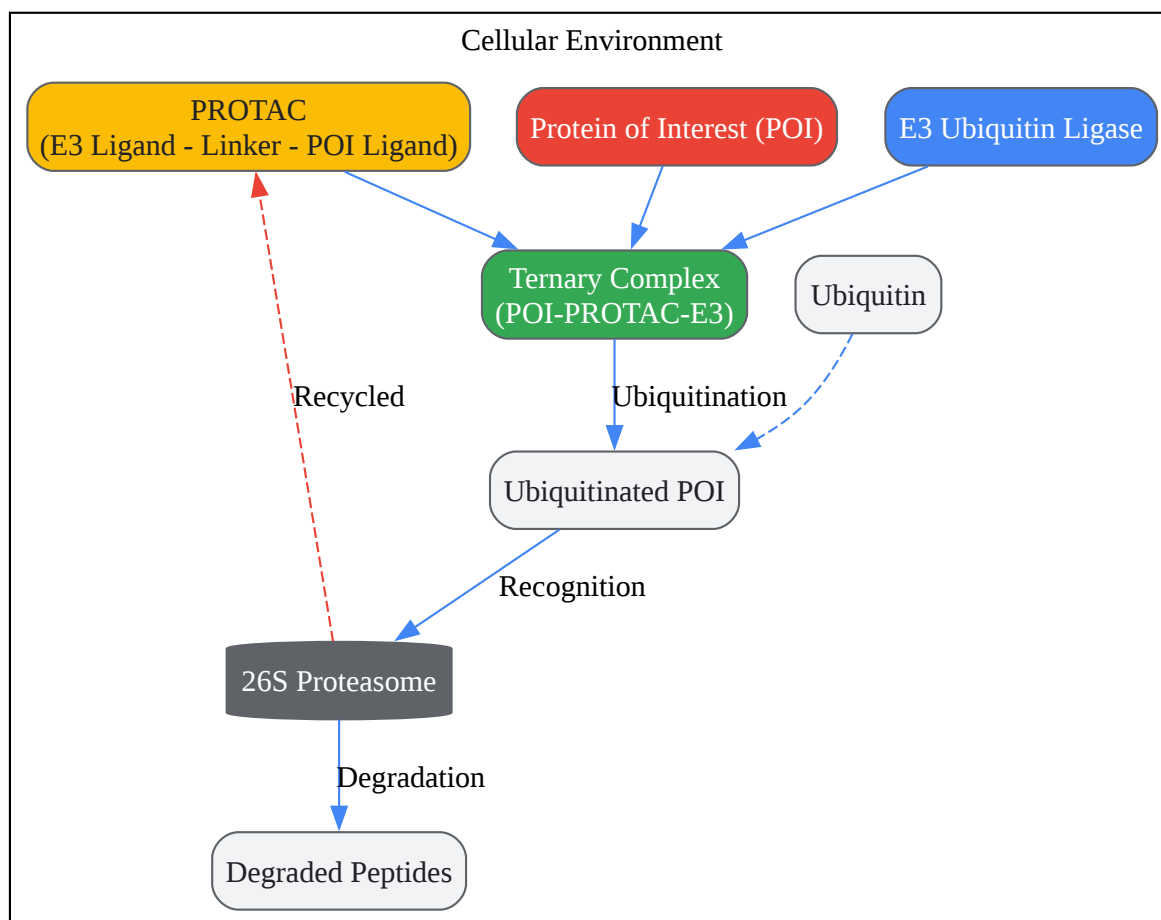 Cellular Environment
PROTAC
(E3 Ligand - Linker - POI Ligand)
Protein of Interest (POI)
E3 Ubiquitin Ligase
Ternary Complex
(POI-PROTAC-E3)
Ubiquitin
Recycled
Ubiquitination
Ubiquitinated POI
Recognition
26S Proteasome
Degradation
Degraded Peptides